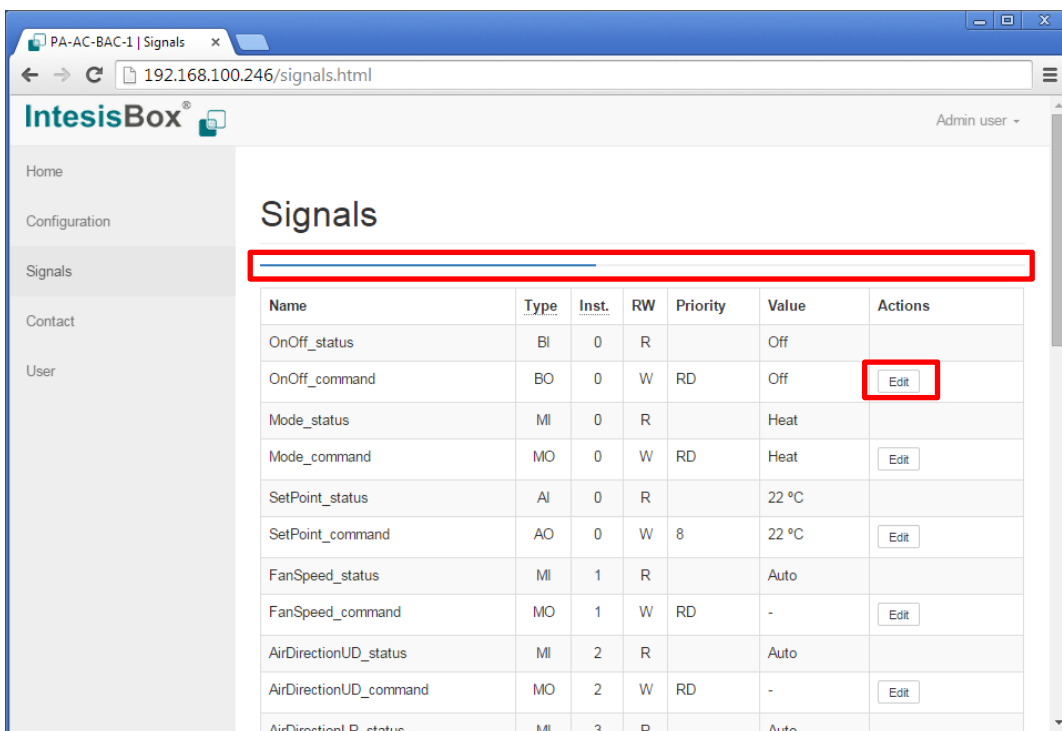 PA-AC-BAC-1 | Signals x
192.168.100.246/signals.html
IntesisBox®
Admin user
Home
Configuration
Signals
Contact
User
Signals
Name Type Inst. RW Priority Value Actions
OnOff_status BI 0 R Off
OnOff_command BO 0 W RD Off Edit
Mode_status MI 0 R Heat
Mode_command MO 0 W RD Heat Edit
SetPoint_status AI 0 R 22 ºC
SetPoint_command AO 0 W 8 22 ºC Edit
FanSpeed_status MI 1 R Auto
FanSpeed_command MO 1 W RD - Edit
AirDirectionUD_status MI 2 R Auto
AirDirectionUD_command MO 2 W RD - Edit
AirDirectionLR_status MI 3 R Auto